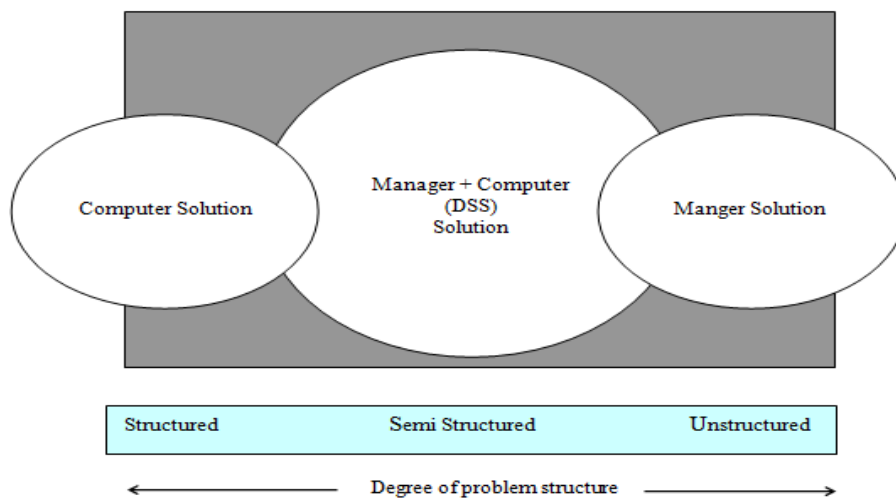 Computer Solution
Manager + Computer
(DSS)
Solution
Manger Solution
Structured
Semi Structured
Unstructured
Degree of problem structure